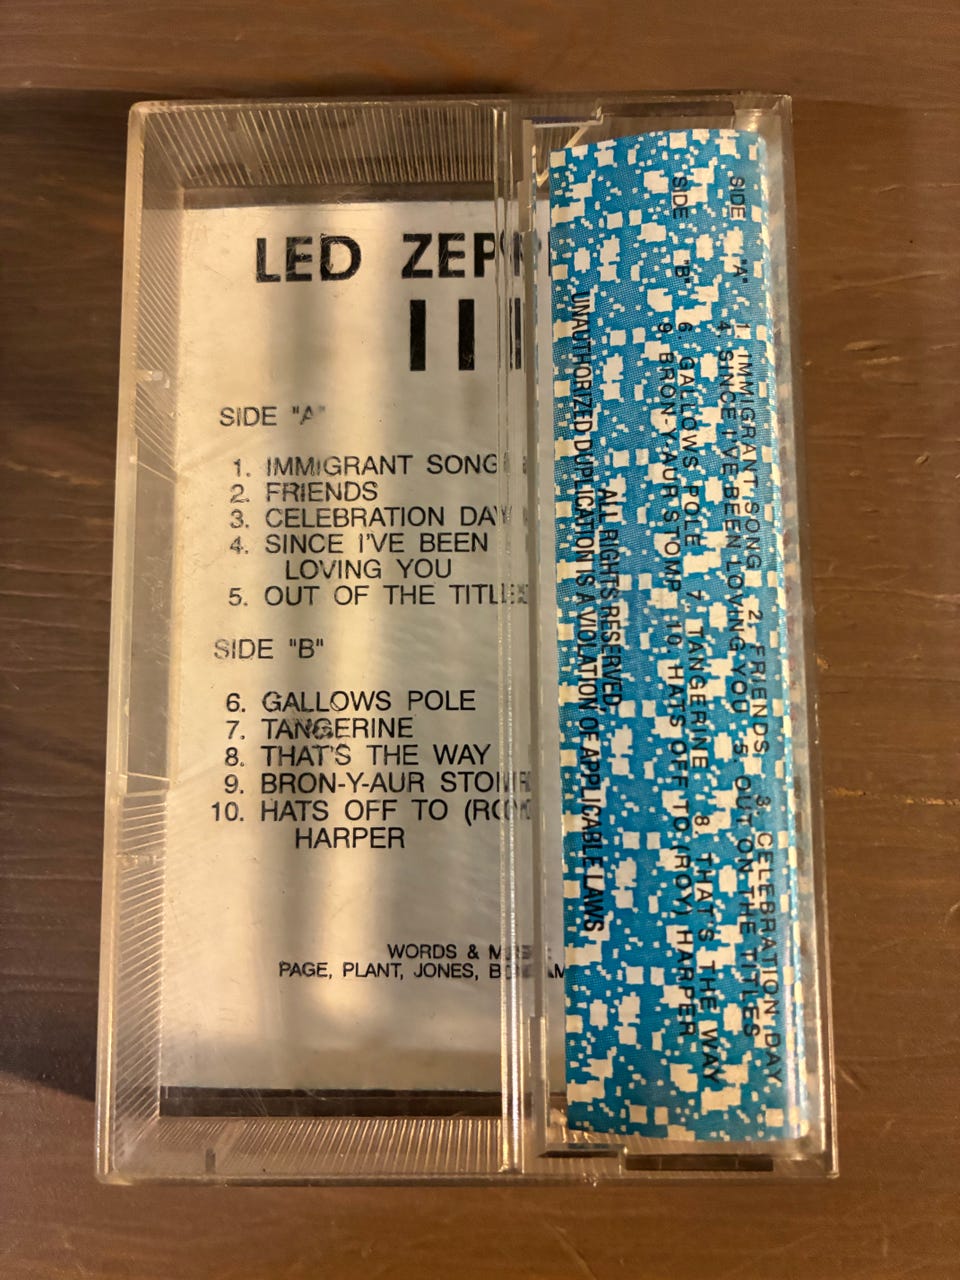 LED ZEPP
III
SIDE "A"
1. IMMIGRANT SONG
2. FRIENDS
3. CELEBRATION DAY
4. SINCE I'VE BEEN
LOVING YOU
5. OUT OF THE TITLE
SIDE "B"
6. GALLOWS POLE
7. TANGERINE
8. THAT'S THE WAY
9. BRON-Y-AUR STOMP
10. HATS OFF TO (ROY)
HARPER
WORDS & MUSIC
PAGE, PLANT, JONES, BONHAM
SIDE "A" 1. IMMIGRANT SONG 2. FRIENDS 3. CELEBRATION DAY
4. SINCE I'VE BEEN LOVING YOU 5. OUT ON THE TITLES
SIDE "B" 6. GALLOWS POLE 7. TANGERINE 8. THAT'S THE WAY
9. BRON-Y-AUR STOMP 10. HATS OFF TO (ROY) HARPER
ALL RIGHTS RESERVED.
UNAUTHORIZED DUPLICATION IS A VIOLATION OF APPLICABLE LAWS